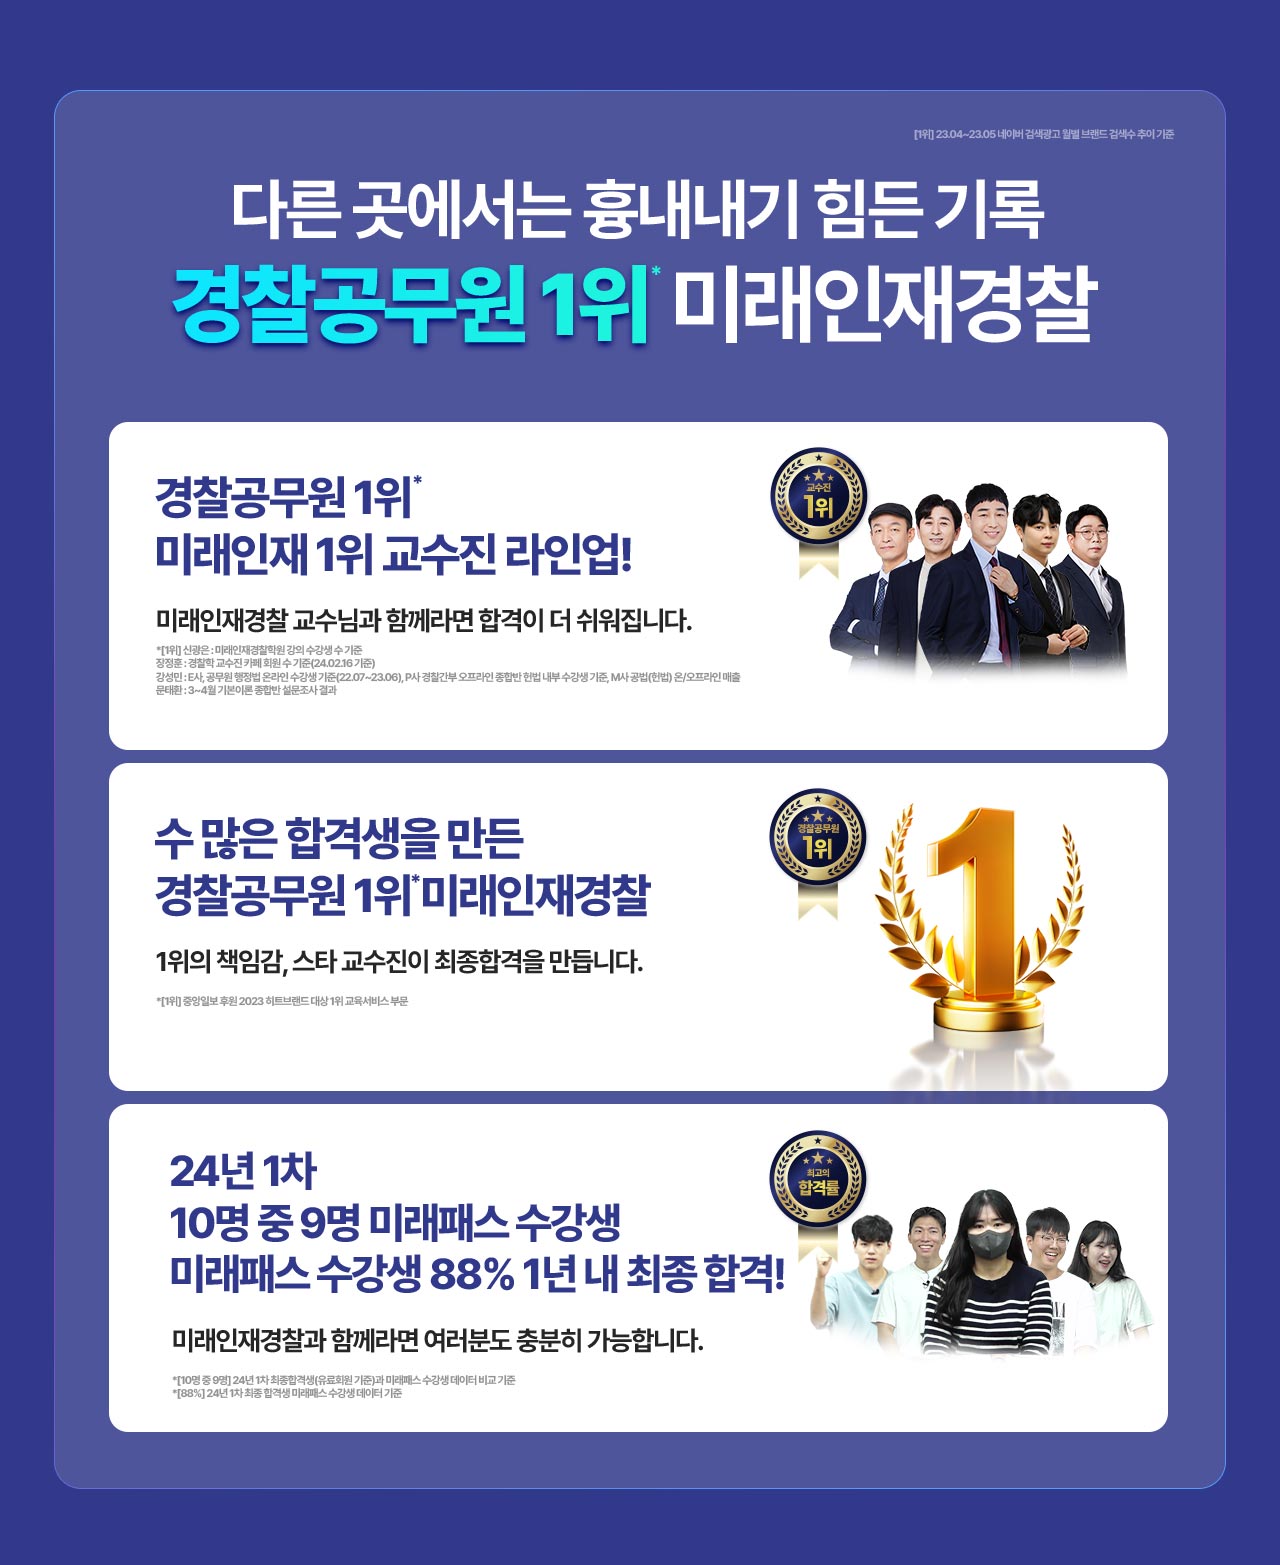 [1위] 23.04~23.05 네이버 검색광고 월별 브랜드 검색수 추이 기준
다른 곳에서는 흉내내기 힘든 기록
경찰공무원 1위* 미래인재경찰
경찰공무원 1위*
미래인재 1위 교수진 라인업!
미래인재경찰 교수님과 함께라면 합격이 더 쉬워집니다.
*[1위] 신광은 : 미래인재경찰학원 강의 수강생 수 기준
장정훈 : 경찰학 교수진 카페 회원 수 기준(24.02.16 기준)
강성민 : E사, 공무원 행정법 온라인 수강생 기준(22.07~23.06), P사 경찰간부 오프라인 종합반 헌법 내부 수강생 기준, M사 공법(헌법) 온/오프라인 매출
문태환 : 3~4월 기본이론 종합반 설문조사 결과
교수진
1위
수 많은 합격생을 만든
경찰공무원 1위*미래인재경찰
1위의 책임감, 스타 교수진이 최종합격을 만듭니다.
*[1위] 중앙일보 후원 2023 히트브랜드 대상 1위 교육서비스 부문
경찰공무원
1위
1
24년 1차
10명 중 9명 미래패스 수강생
미래패스 수강생 88% 1년 내 최종 합격!
미래인재경찰과 함께라면 여러분도 충분히 가능합니다.
*[10명 중 9명] 24년 1차 최종합격생(유료회원 기준)과 미래패스 수강생 데이터 비교 기준
*[88%] 24년 1차 최종 합격생 미래패스 수강생 데이터 기준
최고의
합격률